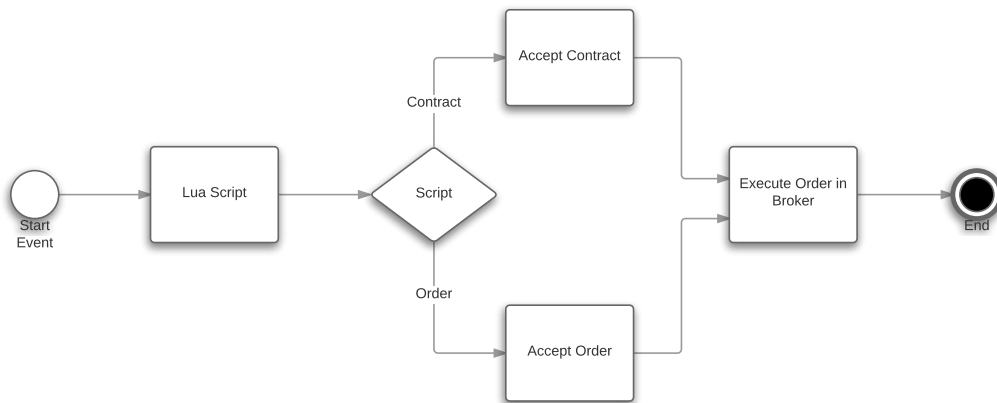 Accept Contract
Contract
Lua Script
Script
Execute Order in
Broker
Start
Event
End
Order
Accept Order